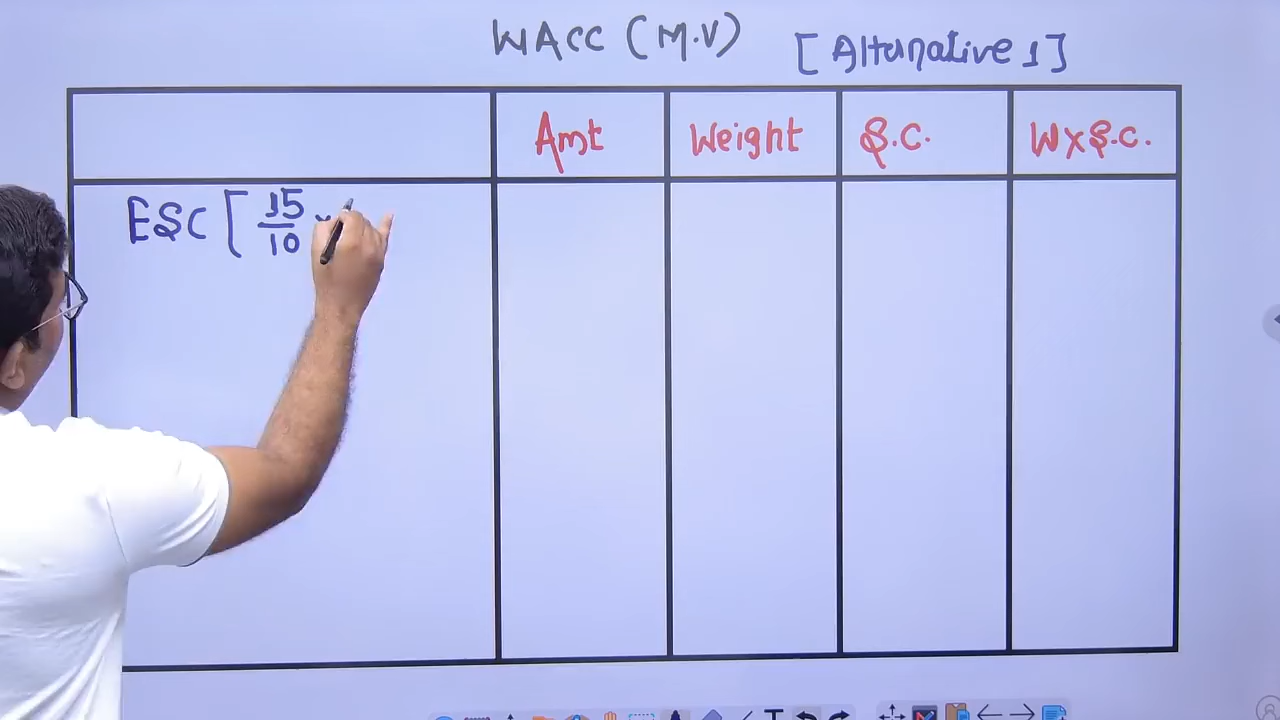 WACC (M.V) [Alternative 1]
Amt Weight S.C. WxS.C.
ESC [ 15/10 x